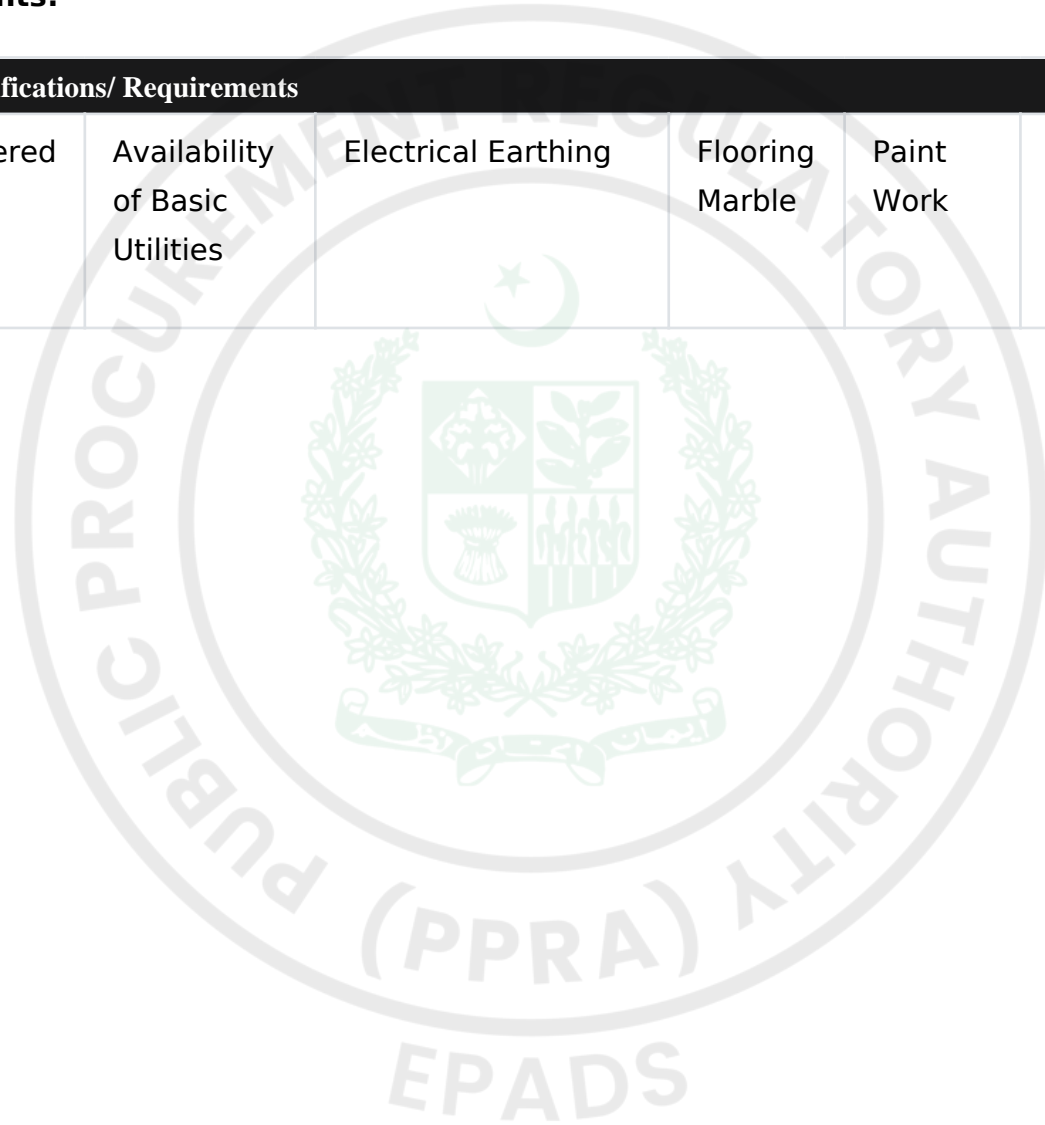 nts:
fications/ Requirements
ered Availability Electrical Earthing Flooring Paint
of Basic Marble Work
Utilities
PUBLIC PROCUREMENT REGULATORY AUTHORITY
(PPRA)
EPADS